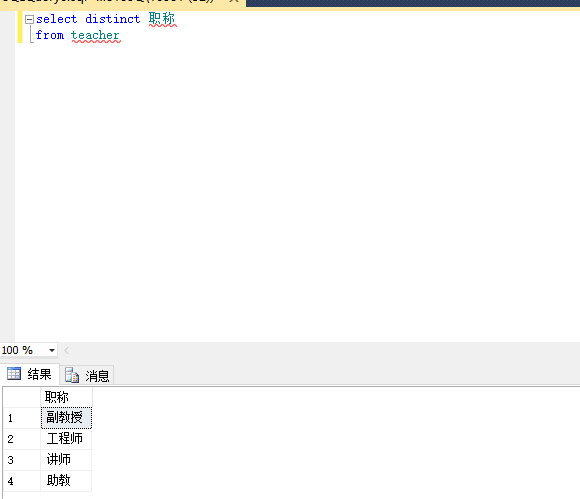 select distinct 职称
from teacher
100 %
结果 消息
职称
1 副教授
2 工程师
3 讲师
4 助教